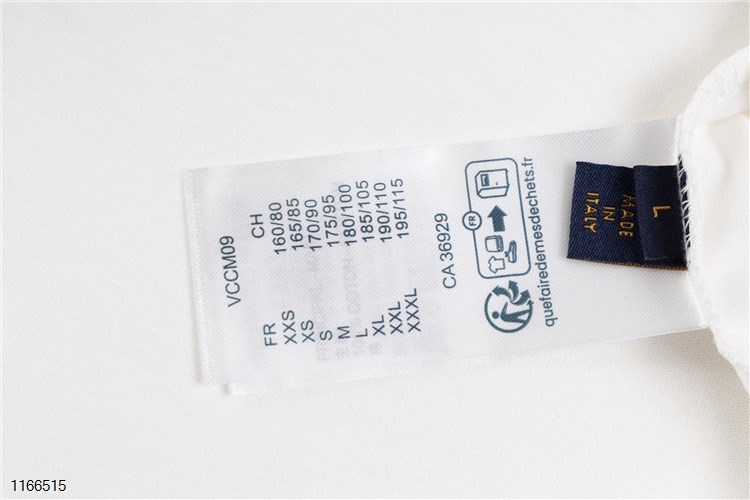 VCCM09
FR CH
XXS 160/80
XS 165/85
S 170/90
M 175/95
L 180/100
XL 185/105
XXL 190/110
XXXL 195/115
CA 36929
FR
quefairedemesdechets.fr
MADE
IN
ITALY
L
1166515